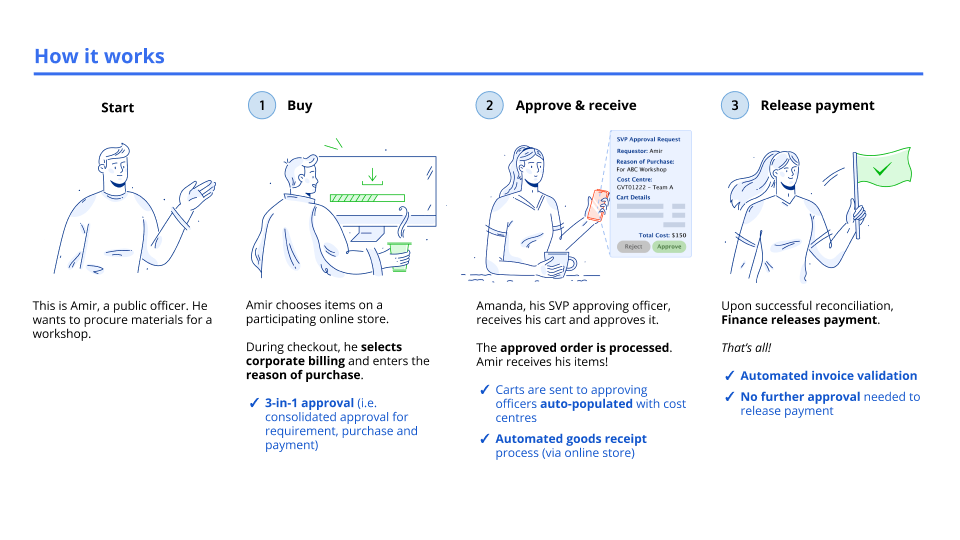 How it works
Start
This is Amir, a public officer. He
wants to procure materials for a
workshop.
1 Buy
Amir chooses items on a
participating online store.
During checkout, he selects
corporate billing and enters the
reason of purchase.
✓ 3-in-1 approval (i.e.
consolidated approval for
requirement, purchase and
payment)
2 Approve & receive
SVP Approval Request
Requestor: Amir
Reason of Purchase:
For ABC Workshop
Cost Centre:
GVT01222 – Team A
Cart Details
Total Cost: $150
Reject Approve
Amanda, his SVP approving officer,
receives his cart and approves it.
The approved order is processed.
Amir receives his items!
✓ Carts are sent to approving
officers auto-populated with cost
centres
✓ Automated goods receipt
process (via online store)
3 Release payment
Upon successful reconciliation,
Finance releases payment.
That's all!
✓ Automated invoice validation
✓ No further approval needed to
release payment